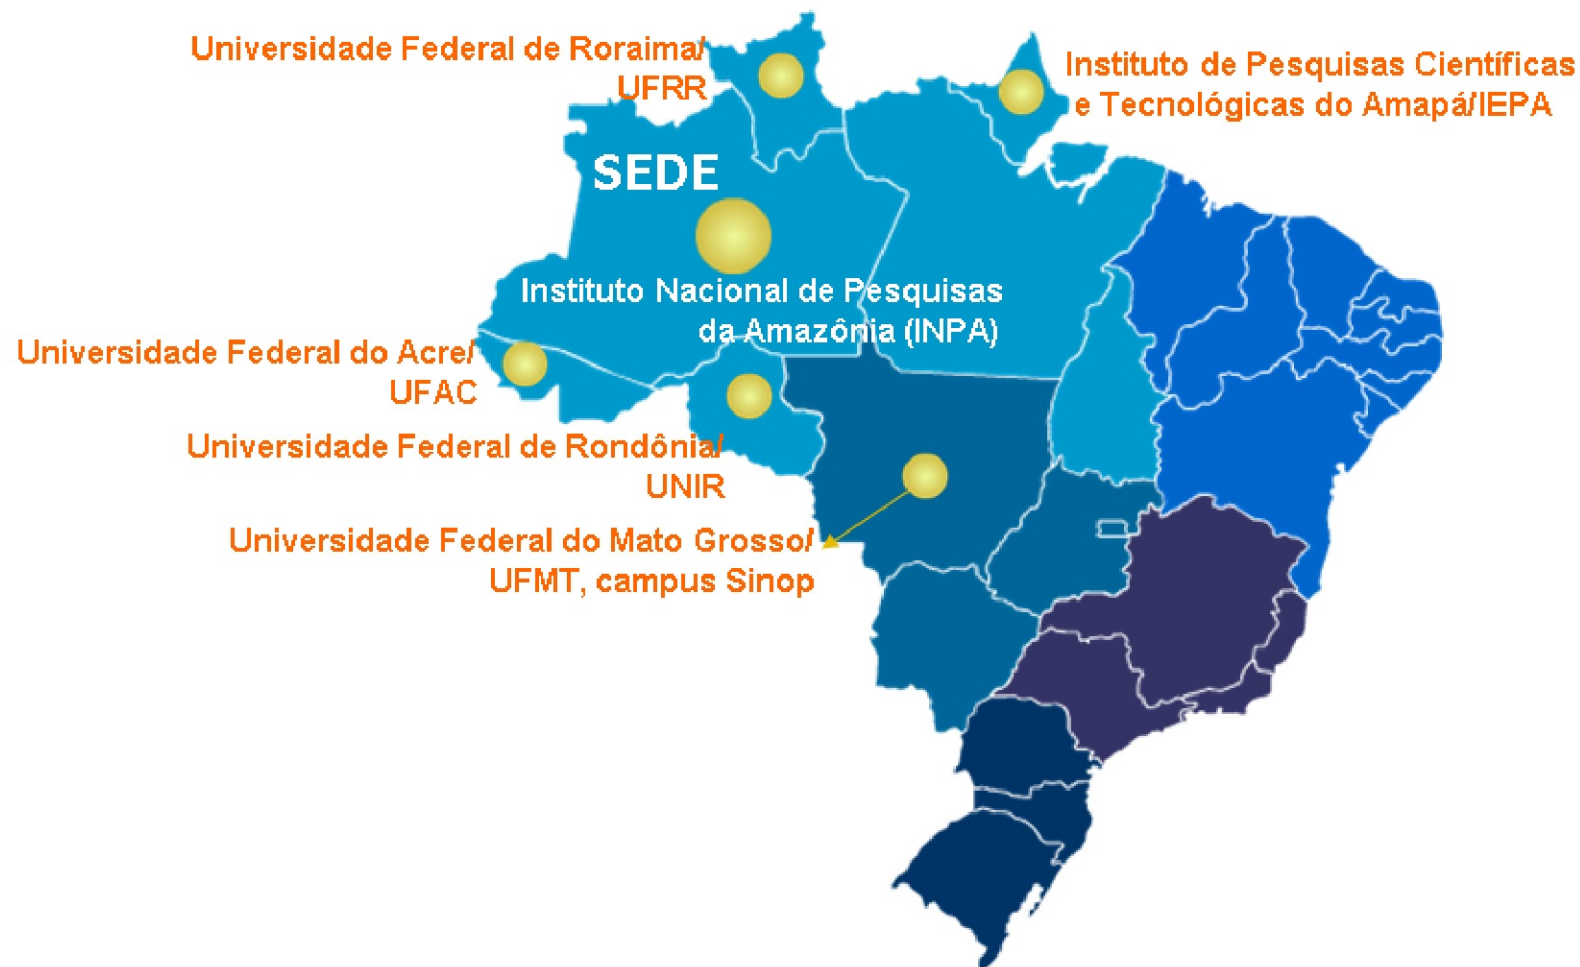 Universidade Federal de Roraima/
UFRR
Instituto de Pesquisas Científicas
e Tecnológicas do Amapá/IEPA
SEDE
Instituto Nacional de Pesquisas
da Amazônia (INPA)
Universidade Federal do Acre/
UFAC
Universidade Federal de Rondônia/
UNIR
Universidade Federal do Mato Grosso/
UFMT, campus Sinop